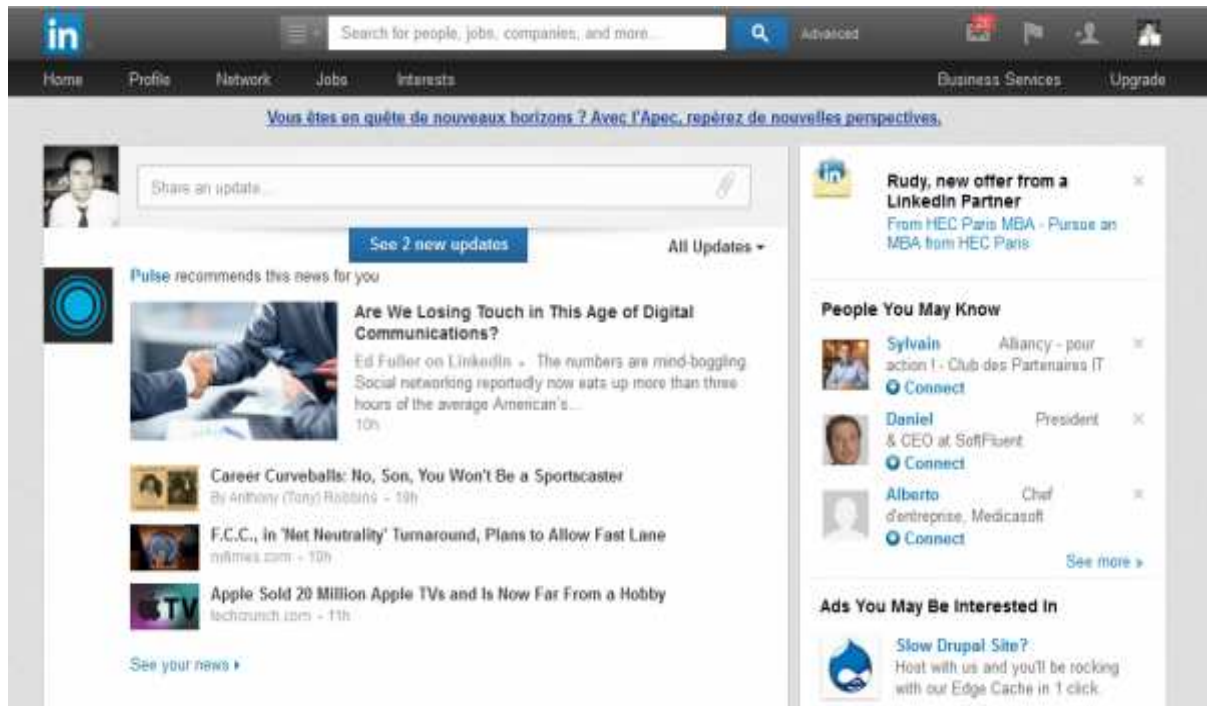 in
Search for people, jobs, companies, and more...
Advanced
Home Profile Network Jobs Interests Business Services Upgrade
Vous êtes en quête de nouveaux horizons ? Avec l'Apec, repérez de nouvelles perspectives.
Share an update...
See 2 new updates
All Updates
Pulse recommends this news for you
Are We Losing Touch in This Age of Digital
Communications?
Ed Fuller on LinkedIn - The numbers are mind-boggling.
Social networking reportedly now eats up more than three
hours of the average American's...
10h
Career Curveballs: No, Son, You Won't Be a Sportscaster
By Anthony (Tony) Robbins - 19h
F.C.C., in 'Net Neutrality' Turnaround, Plans to Allow Fast Lane
nytimes.com - 10h
Apple Sold 20 Million Apple TVs and Is Now Far From a Hobby
techcrunch.com - 11h
See your news
TV
in
Rudy, new offer from a
LinkedIn Partner
From HEC Paris MBA - Pursue an
MBA from HEC Paris
People You May Know
Sylvain Alliancy - pour
action ! - Club des Partenaires IT
Connect
Daniel President
& CEO at SoftFluent
Connect
Alberto Chef
d'entreprise, Medicasoft
Connect
See more »
Ads You May Be Interested In
Slow Drupal Site?
Host with us and you'll be rocking
with our Edge Cache in 1 click.